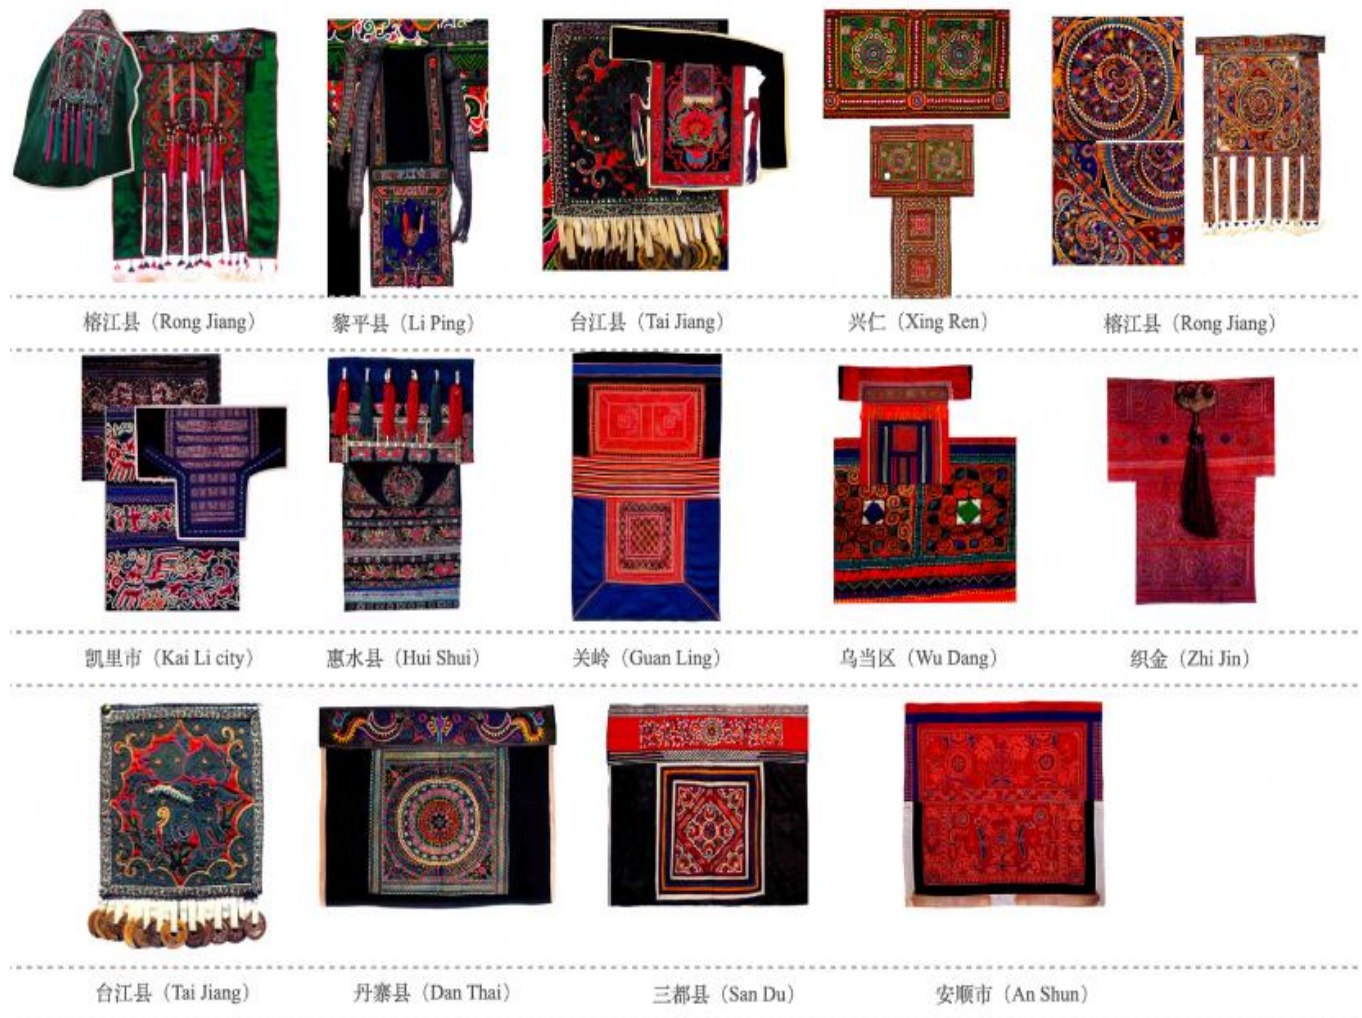 榕江县（Rong Jiang）
黎平县（Li Ping）
台江县（Tai Jiang）
兴仁（Xing Ren）
榕江县（Rong Jiang）
凯里市（Kai Li city）
惠水县（Hui Shui）
关岭（Guan Ling）
乌当区（Wu Dang）
织金（Zhi Jin）
台江县（Tai Jiang）
丹寨县（Dan Thai）
三都县（San Du）
安顺市（An Shun）